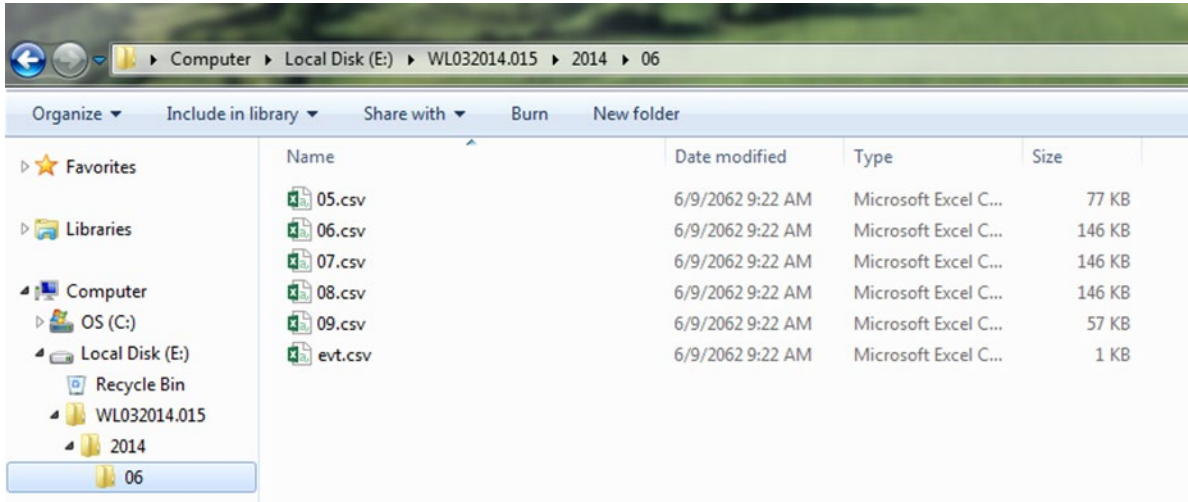 Computer Local Disk (E:) WL032014.015 2014 06
Organize Include in library Share with Burn New folder
Favorites
Libraries
Computer
OS (C:)
Local Disk (E:)
Recycle Bin
WL032014.015
2014
06
Name Date modified Type Size
05.csv 6/9/2062 9:22 AM Microsoft Excel C... 77 KB
06.csv 6/9/2062 9:22 AM Microsoft Excel C... 146 KB
07.csv 6/9/2062 9:22 AM Microsoft Excel C... 146 KB
08.csv 6/9/2062 9:22 AM Microsoft Excel C... 146 KB
09.csv 6/9/2062 9:22 AM Microsoft Excel C... 57 KB
evt.csv 6/9/2062 9:22 AM Microsoft Excel C... 1 KB